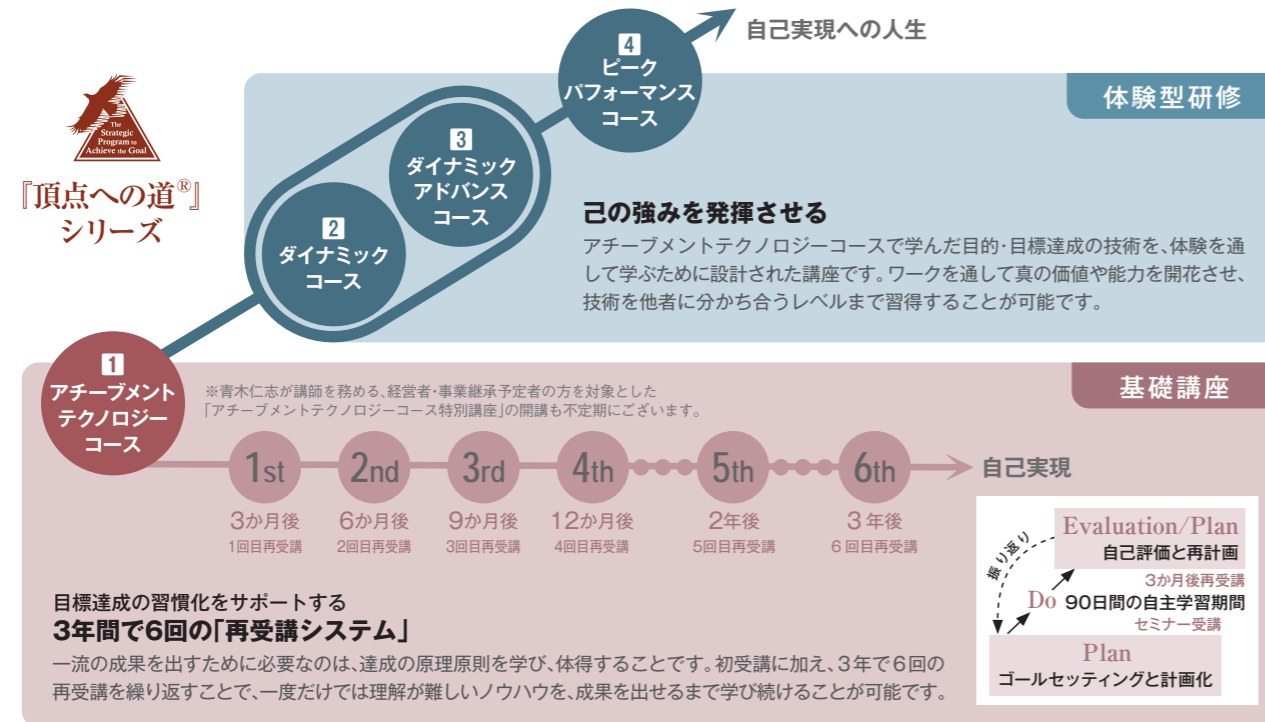 4
ピーク
パフォーマンス
コース
自己実現への人生
体験型研修
The
Strategic
Program to
Achieve the Goal
『頂点への道®』
シリーズ
3
ダイナミック
アドバンス
コース
2
ダイナミック
コース
己の強みを発揮させる
アチーブメントテクノロジーコースで学んだ目的・目標達成の技術を、体験を通
して学ぶために設計された講座です。ワークを通して真の価値や能力を開花させ、
技術を他者に分かち合うレベルまで習得することが可能です。
1
アチーブメント
テクノロジー
コース
基礎講座
※青木仁志が講師を務める、経営者・事業継承予定者の方を対象とした
「アチーブメントテクノロジーコース特別講座」の開講も不定期にございます。
1st 2nd 3rd 4th 5th 6th 自己実現
3か月後 6か月後 9か月後 12か月後 2年後 3年後
1回目再受講 2回目再受講 3回目再受講 4回目再受講 5回目再受講 6回目再受講
目標達成の習慣化をサポートする
3年間で6回の「再受講システム」
一流の成果を出すために必要なのは、達成の原理原則を学び、体得することです。初受講に加え、3年で6回の
再受講を繰り返すことで、一度だけでは理解が難しいノウハウを、成果を出せるまで学び続けることが可能です。
Evaluation/Plan
自己評価と再計画
振り返り
3か月後再受講
Do 90日間の自主学習期間
セミナー受講
Plan
ゴールセッティングと計画化